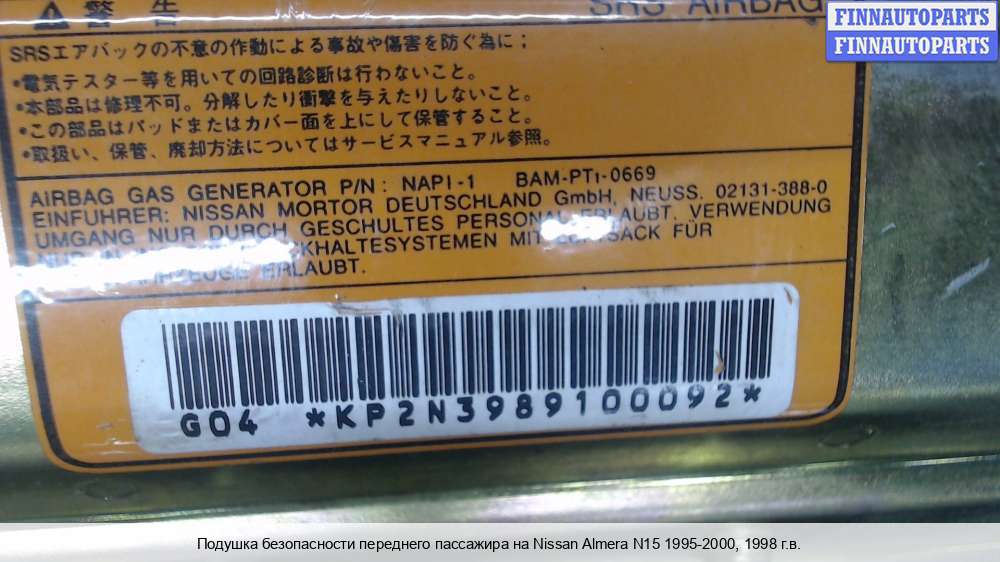 警 告
SRS AIRBAG
FINNAUTOPARTS
FINNAUTOPARTS
SRSエアバックの不意の作動による事故や傷害を防ぐ為に；
•電気テスター等を用いての回路診断は行わないこと。
•本部品は修理不可。分解したり衝撃を与えたりしないこと。
•この部品はパッドまたはカバー面を上にして保管すること。
•取扱い、保管、廃却方法についてはサービスマニュアル参照。
AIRBAG GAS GENERATOR P/N: NAPI-1 BAM-PT1-0669
EINFUHRER: NISSAN MORTOR DEUTSCHLAND GmbH, NEUSS. 02131-388-0
UMGANG NUR DURCH GESCHULTES PERSONAL ERLAUBT. VERWENDUNG
FÜR
ERLAUBT.
G04 *KP2N3989100092*
Подушка безопасности переднего пассажира на Nissan Almera N15 1995-2000, 1998 г.в.